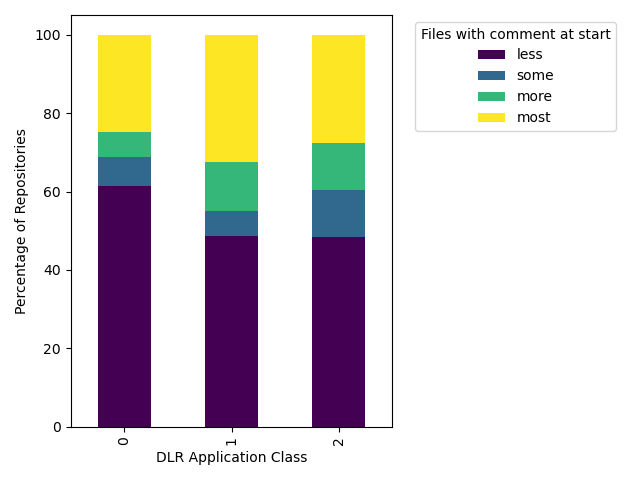 Files with comment at start
less
some
more
most
Percentage of Repositories
100
80
60
40
20
0
0
1
2
DLR Application Class